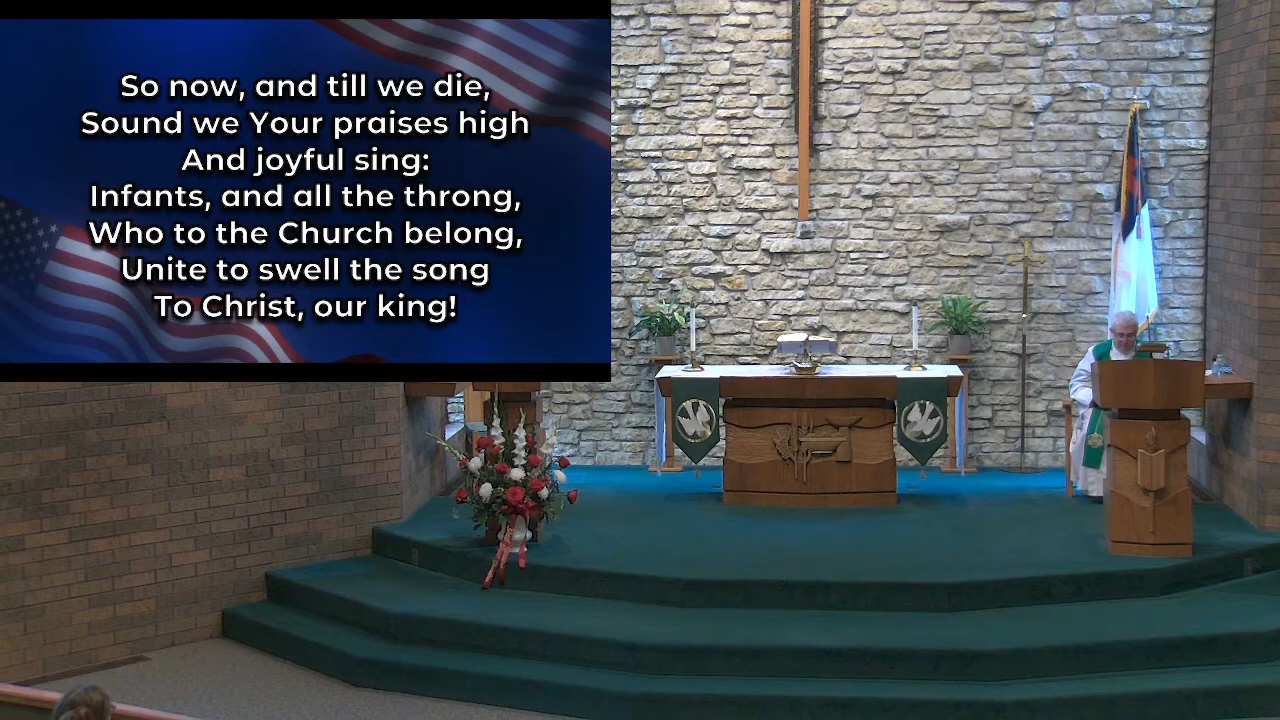 So now, and till we die,
Sound we Your praises high
And joyful sing:
Infants, and all the throng,
Who to the Church belong,
Unite to swell the song
To Christ, our king!